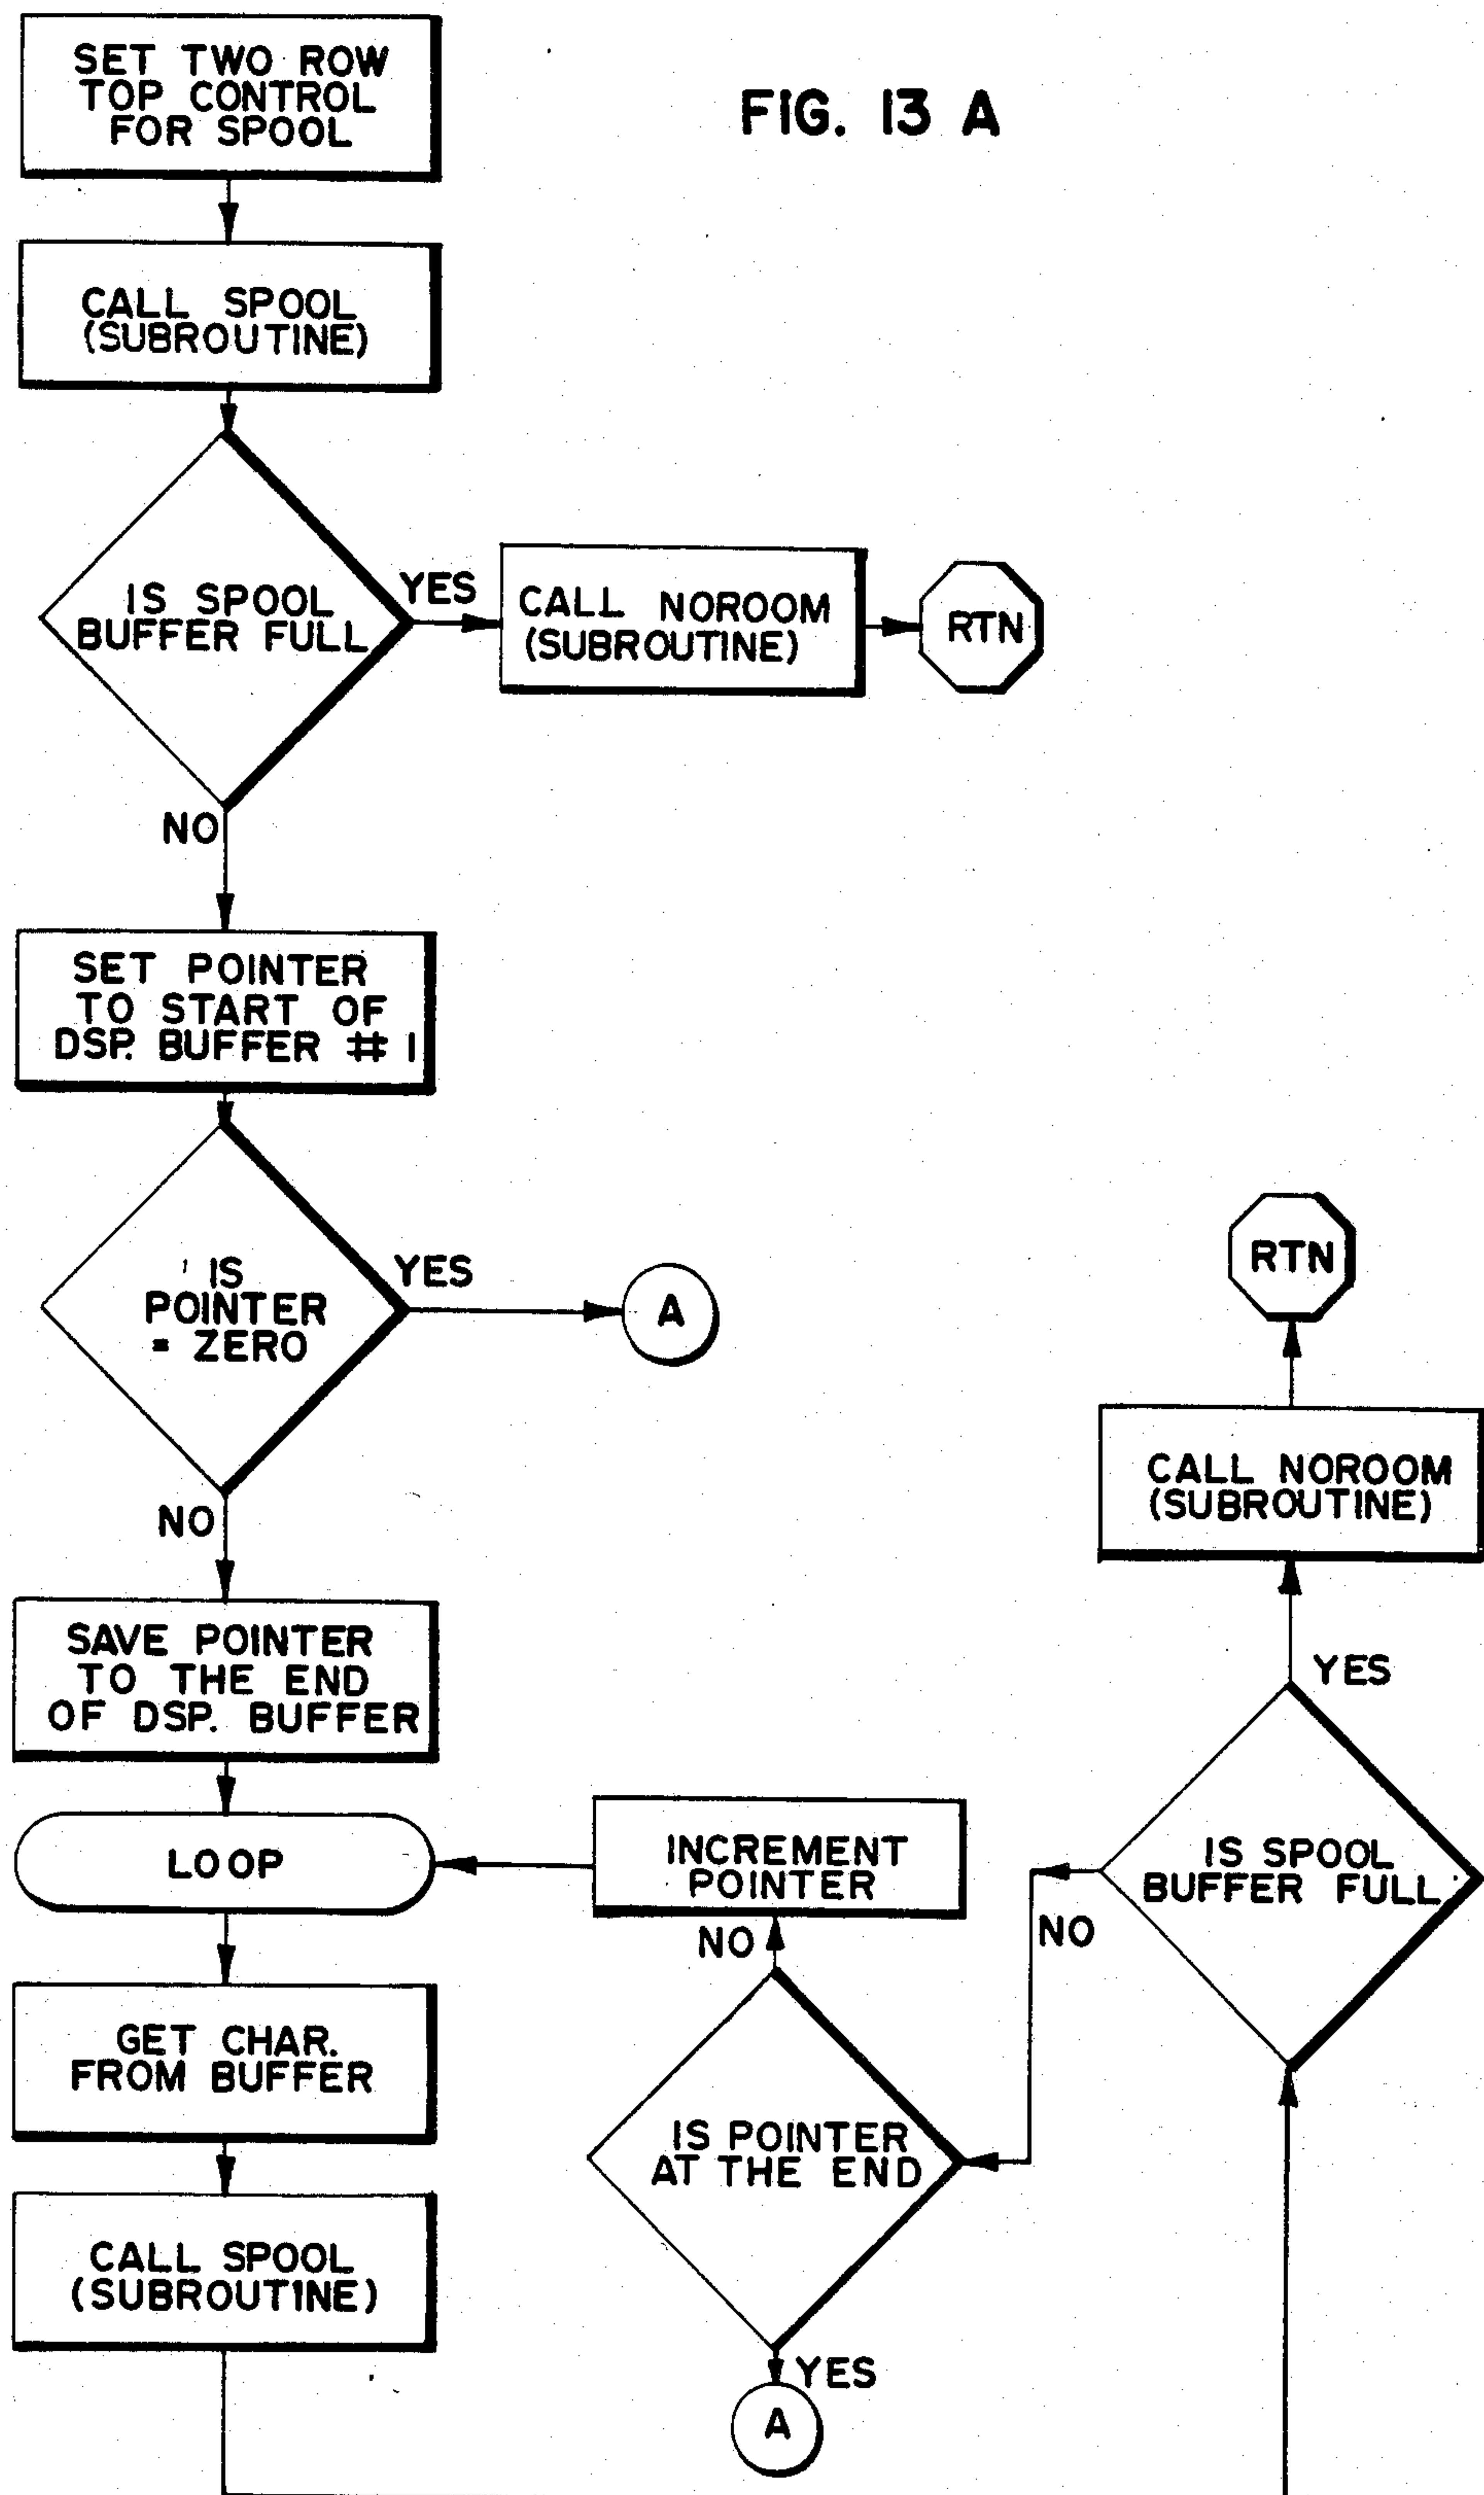 FIG. 13 A
SET TWO ROW
TOP CONTROL
FOR SPOOL
CALL SPOOL
(SUBROUTINE)
IS SPOOL
BUFFER FULL
YES
CALL NOROOM
(SUBROUTINE)
RTN
NO
SET POINTER
TO START OF
DSP. BUFFER # 1
IS
POINTER
= ZERO
YES
A
NO
SAVE POINTER
TO THE END
OF DSP. BUFFER
LOOP
GET CHAR.
FROM BUFFER
CALL SPOOL
(SUBROUTINE)
INCREMENT
POINTER
NO
IS POINTER
AT THE END
YES
A
RTN
CALL NOROOM
(SUBROUTINE)
YES
IS SPOOL
BUFFER FULL
NO